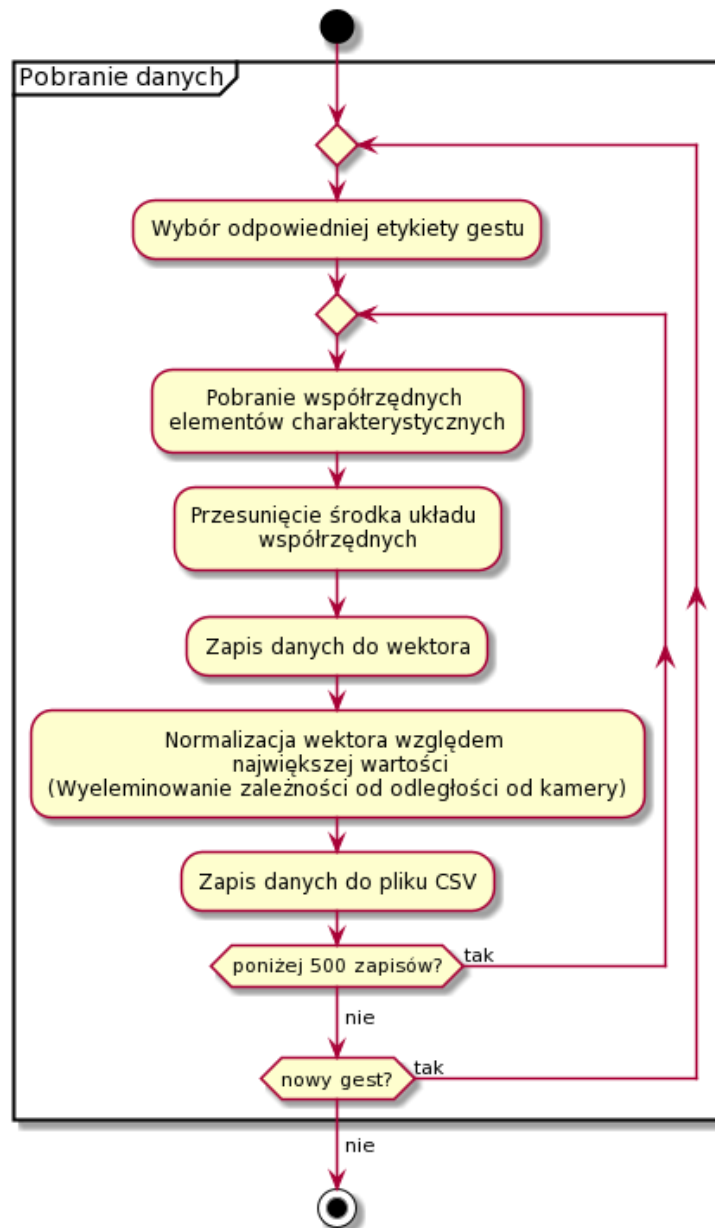 Pobranie danych
Wybór odpowiedniej etykiety gestu
Pobranie współrzędnych
elementów charakterystycznych
Przesunięcie środka układu
współrzędnych
Zapis danych do wektora
Normalizacja wektora względem
największej wartości
(Wyeleminowanie zależności od odległości od kamery)
Zapis danych do pliku CSV
poniżej 500 zapisów?
tak
nie
nowy gest?
tak
nie